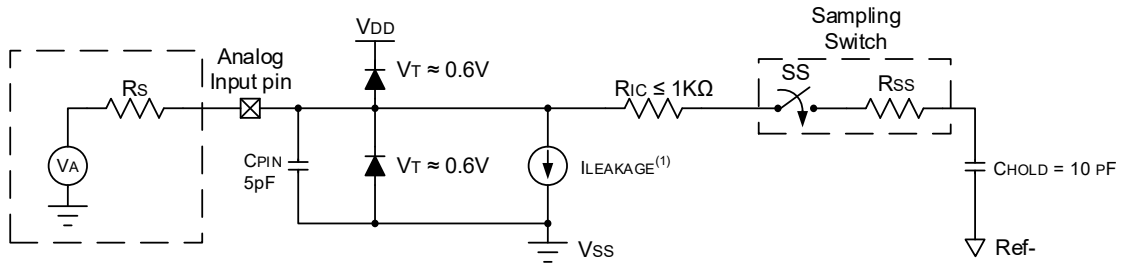 Sampling
Switch
VDD
Analog
Input pin
VT ≈ 0.6V
SS
RSS
RS
RIC ≤ 1KΩ
VA
CPIN
5pF
VT ≈ 0.6V
ILEAKAGE(1)
CHOLD = 10 PF
VSS
Ref-